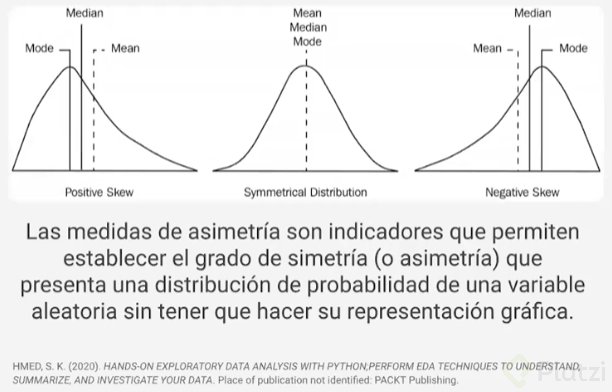 Median
Mode
Mean
Positive Skew
Mean
Median
Mode
Symmetrical Distribution
Median
Mean
Mode
Negative Skew
Las medidas de asimetría son indicadores que permiten
establecer el grado de simetría (o asimetría) que
presenta una distribución de probabilidad de una variable
aleatoria sin tener que hacer su representación gráfica.
HMED, S. K. (2020). HANDS-ON EXPLORATORY DATA ANALYSIS WITH PYTHON;PERFORM EDA TECHNIQUES TO UNDERSTAND,
SUMMARIZE, AND INVESTIGATE YOUR DATA. Place of publication not identified: PACKT Publishing.
Platzi